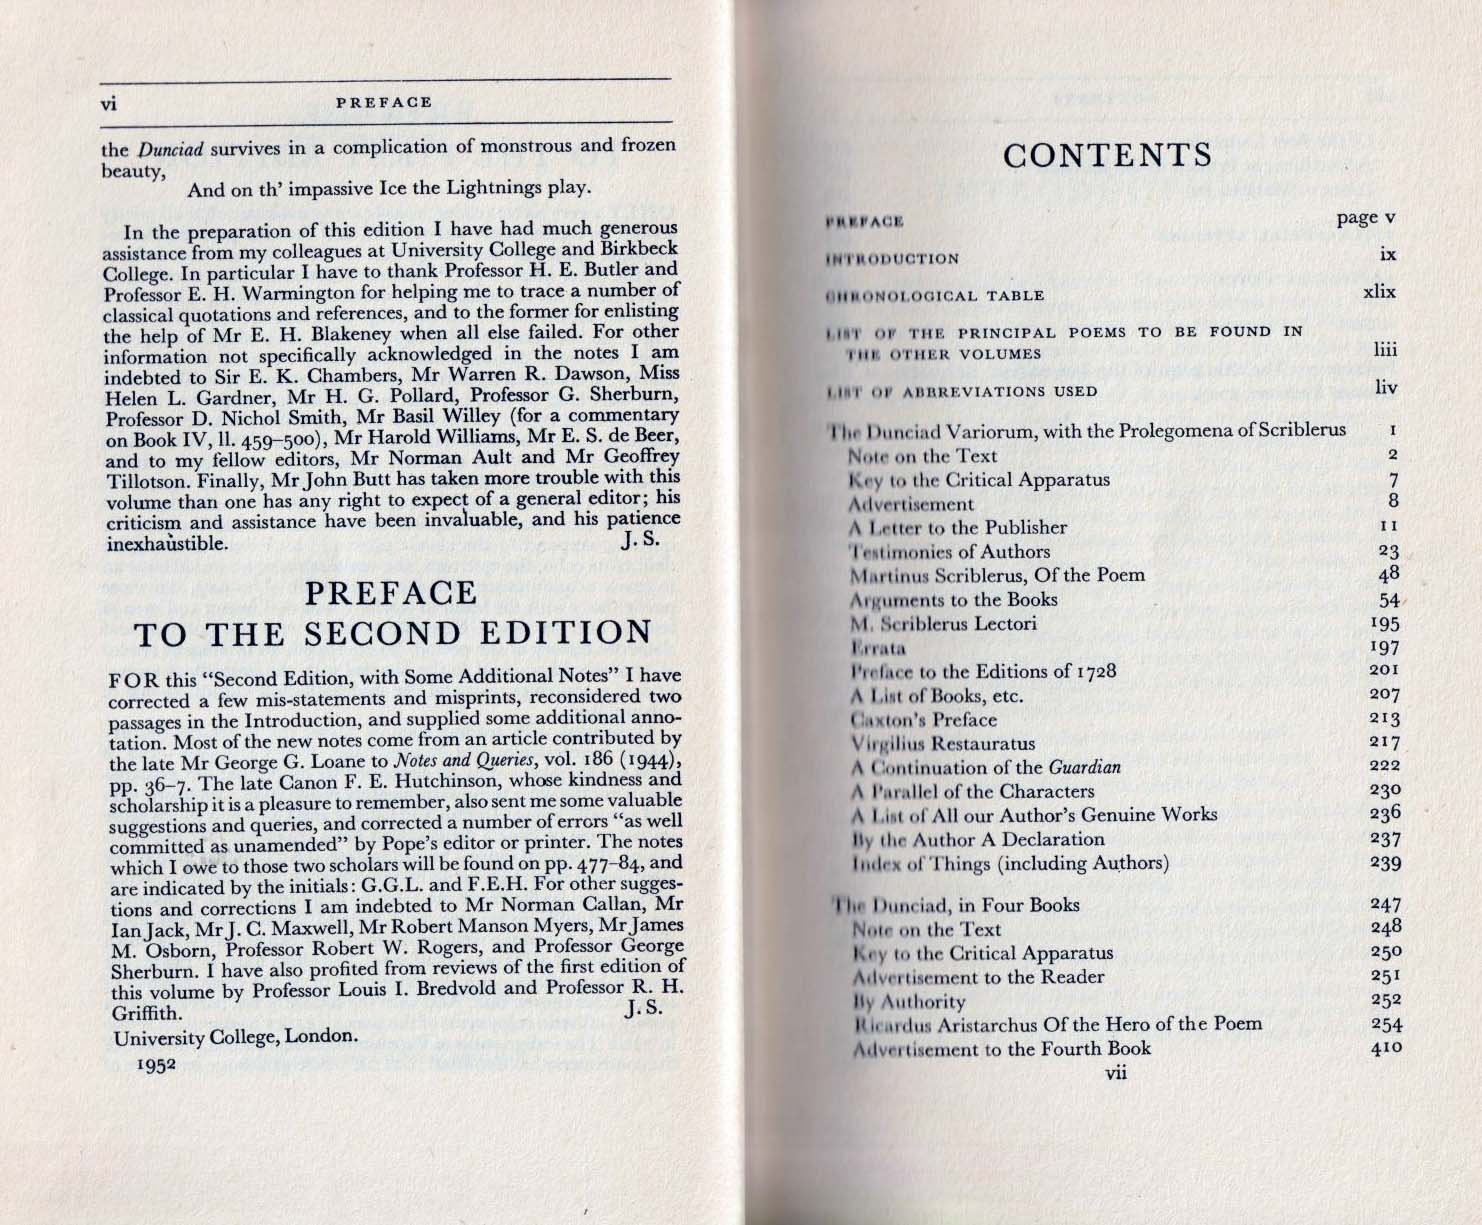 vi PREFACE
the Dunciad survives in a complication of monstrous and frozen
beauty,
And on th' impassive Ice the Lightnings play.
In the preparation of this edition I have had much generous
assistance from my colleagues at University College and Birkbeck
College. In particular I have to thank Professor H. E. Butler and
Professor E. H. Warmington for helping me to trace a number of
classical quotations and references, and to the former for enlisting
the help of Mr E. H. Blakeney when all else failed. For other
information not specifically acknowledged in the notes I am
indebted to Sir E. K. Chambers, Mr Warren R. Dawson, Miss
Helen L. Gardner, Mr H. G. Pollard, Professor G. Sherburn,
Professor D. Nichol Smith, Mr Basil Willey (for a commentary
on Book IV, ll. 459–500), Mr Harold Williams, Mr E. S. de Beer,
and to my fellow editors, Mr Norman Ault and Mr Geoffrey
Tillotson. Finally, Mr John Butt has taken more trouble with this
volume than one has any right to expect of a general editor; his
criticism and assistance have been invaluable, and his patience
inexhaustible. J. S.
PREFACE
TO THE SECOND EDITION
FOR this “Second Edition, with Some Additional Notes” I have
corrected a few mis-statements and misprints, reconsidered two
passages in the Introduction, and supplied some additional anno-
tation. Most of the new notes come from an article contributed by
the late Mr George G. Loane to Notes and Queries, vol. 186 (1944),
pp. 36–7. The late Canon F. E. Hutchinson, whose kindness and
scholarship it is a pleasure to remember, also sent me some valuable
suggestions and queries, and corrected a number of errors “as well
committed as unamended” by Pope's editor or printer. The notes
which I owe to those two scholars will be found on pp. 477–84, and
are indicated by the initials: G.G.L. and F.E.H. For other sugges-
tions and corrections I am indebted to Mr Norman Callan, Mr
Ian Jack, Mr J. C. Maxwell, Mr Robert Manson Myers, Mr James
M. Osborn, Professor Robert W. Rogers, and Professor George
Sherburn. I have also profited from reviews of the first edition of
this volume by Professor Louis I. Bredvold and Professor R. H.
Griffith. J. S.
University College, London.
1952
CONTENTS
PREFACE page v
INTRODUCTION ix
CHRONOLOGICAL TABLE xlix
LIST OF THE PRINCIPAL POEMS TO BE FOUND IN
THE OTHER VOLUMES liii
LIST OF ABBREVIATIONS USED liv
The Dunciad Variorum, with the Prolegomena of Scriblerus 1
Note on the Text 2
Key to the Critical Apparatus 7
Advertisement 8
A Letter to the Publisher 11
Testimonies of Authors 23
Martinus Scriblerus, Of the Poem 48
Arguments to the Books 54
M. Scriblerus Lectori 195
Errata 197
Preface to the Editions of 1728 201
A List of Books, etc. 207
Caxton's Preface 213
Virgilius Restauratus 217
A Continuation of the Guardian 222
A Parallel of the Characters 230
A List of All our Author's Genuine Works 236
By the Author A Declaration 237
Index of Things (including Authors) 239
The Dunciad, in Four Books 247
Note on the Text 248
Key to the Critical Apparatus 250
Advertisement to the Reader 251
By Authority 252
Ricardus Aristarchus Of the Hero of the Poem 254
Advertisement to the Fourth Book 410
vii